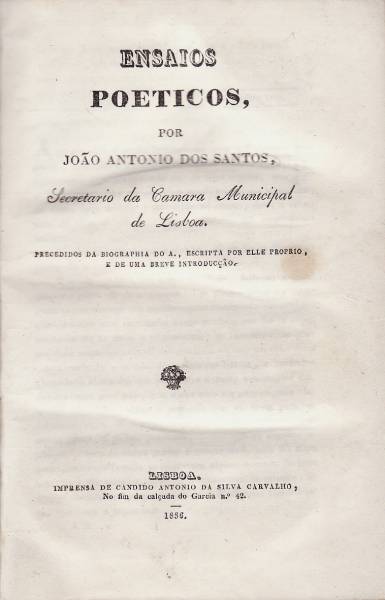 ENSAIOS
POETICOS,
POR
JOÃO ANTONIO DOS SANTOS,
Secretario da Camara Municipal
de Lisboa.
PRECEDIDOS DA BIOGRAPHIA DO A., ESCRIPTA POR ELLE PROPRIO,
E DE UMA BREVE INTRODUCÇÃO.
LISBOA.
IMPRENSA DE CANDIDO ANTONIO DA SILVA CARVALHO,
No fim da calçada do Garcia n.º 42.
1836.